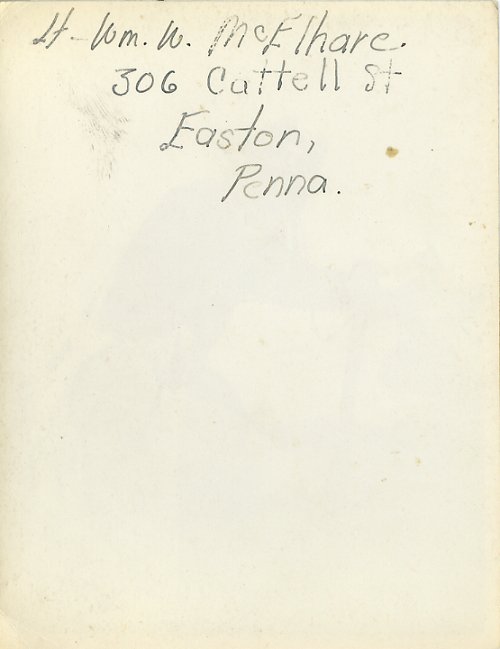 Lt - Wm. W. McElhare.
306 Cattell St
Easton,
Penna.